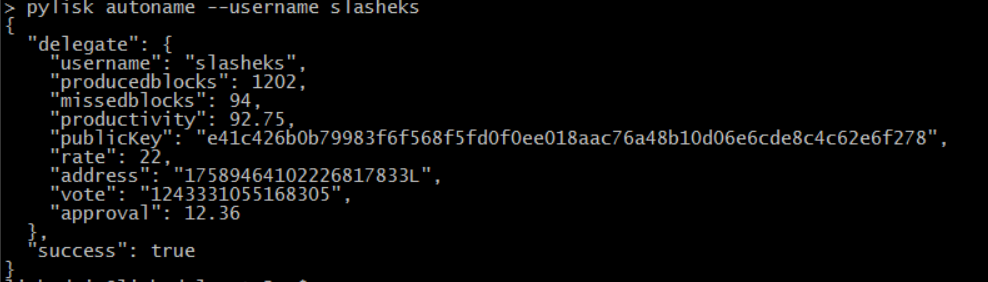 > pylisk autoname --username slasheks
{
  "delegate": {
    "username": "slasheks",
    "producedblocks": 1202,
    "missedblocks": 94,
    "productivity": 92.75,
    "publicKey": "e41c426b0b79983f6f568f5fd0f0ee018aac76a48b10d06e6cde8c4c62e6f278",
    "rate": 22,
    "address": "17589464102226817833L",
    "vote": "1243331055168305",
    "approval": 12.36
  },
  "success": true
}